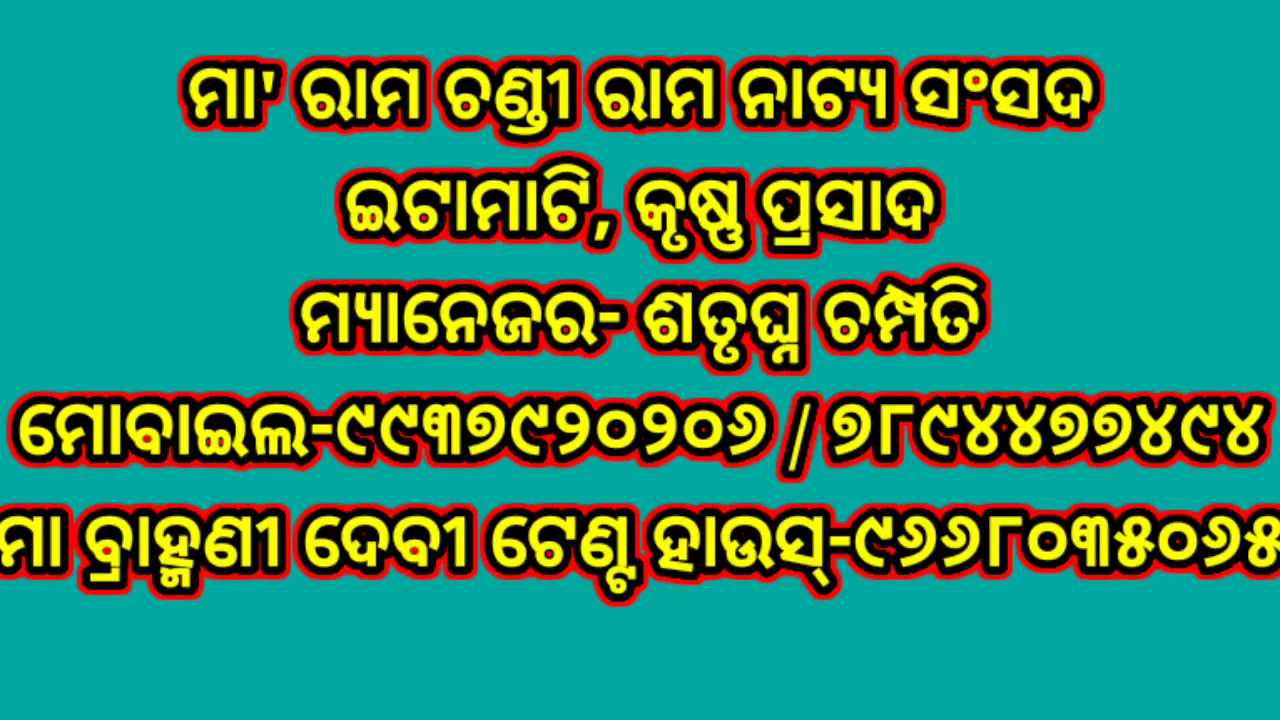 ମା' ରାମ ଚଣ୍ଡୀ ରାମ ନାଟ୍ୟ ସଂସଦ
ଇଟାମାଟି, କୃଷ୍ଣ ପ୍ରସାଦ
ମ୍ୟାନେଜର- ଶତୃଘ୍ନ ଚମ୍ପତି
ମୋବାଇଲ-୯୯୩୭୯୨୦୨୦୬ / ୭୮୯୪୪୭୭୪୯୪
ମା ବ୍ରାହ୍ମଣୀ ଦେବୀ ଟେଣ୍ଟ ହାଉସ୍-୯୬୬୮୦୩୫୦୬୫